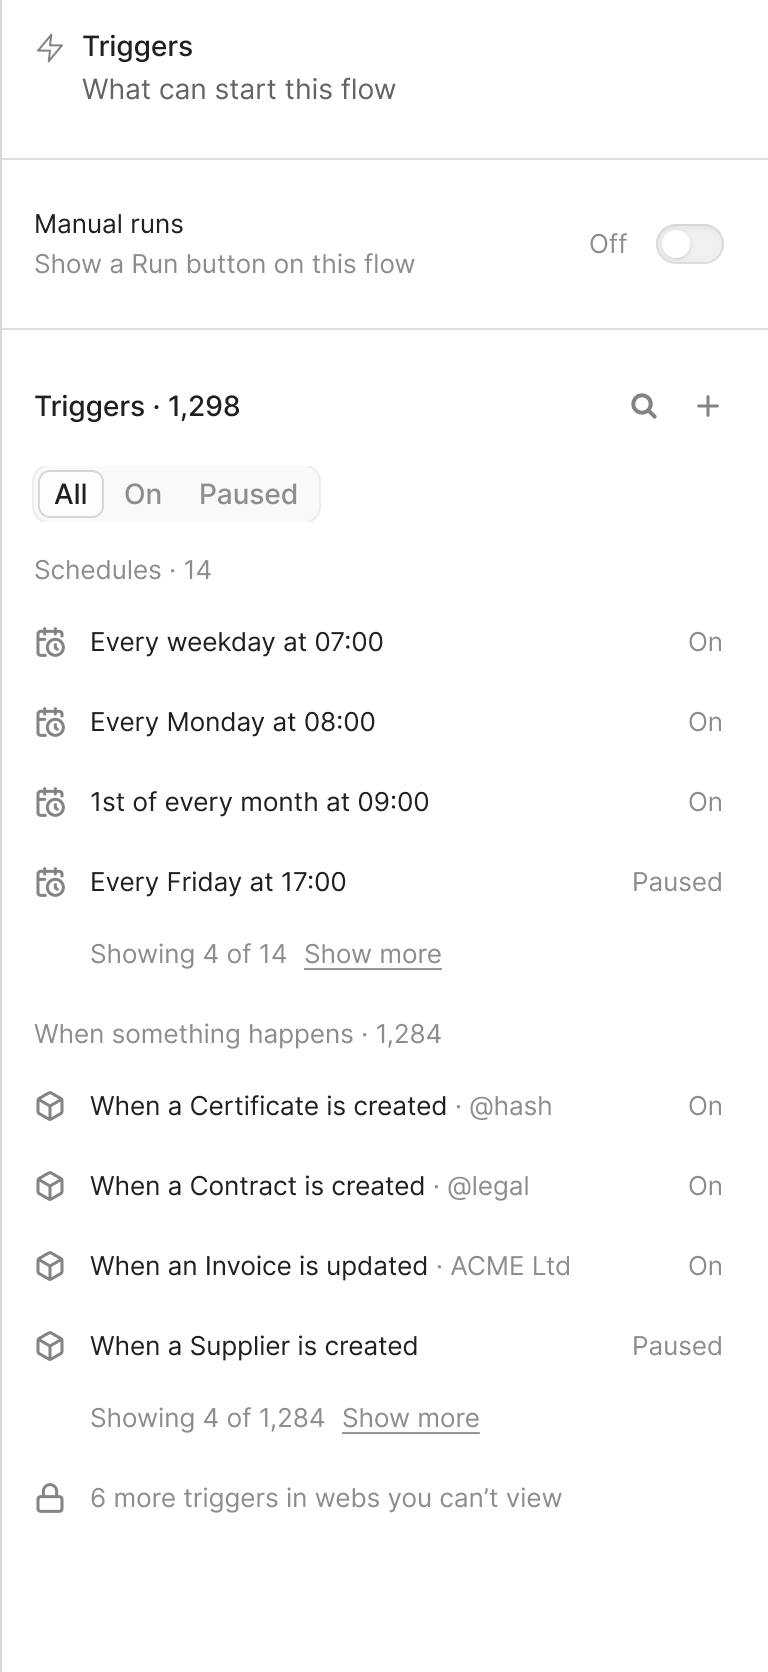 Triggers
What can start this flow
Manual runs
Show a Run button on this flow
Off
Triggers · 1,298
All On Paused
Schedules · 14
Every weekday at 07:00 On
Every Monday at 08:00 On
1st of every month at 09:00 On
Every Friday at 17:00 Paused
Showing 4 of 14 Show more
When something happens · 1,284
When a Certificate is created · @hash On
When a Contract is created · @legal On
When an Invoice is updated · ACME Ltd On
When a Supplier is created Paused
Showing 4 of 1,284 Show more
6 more triggers in webs you can’t view